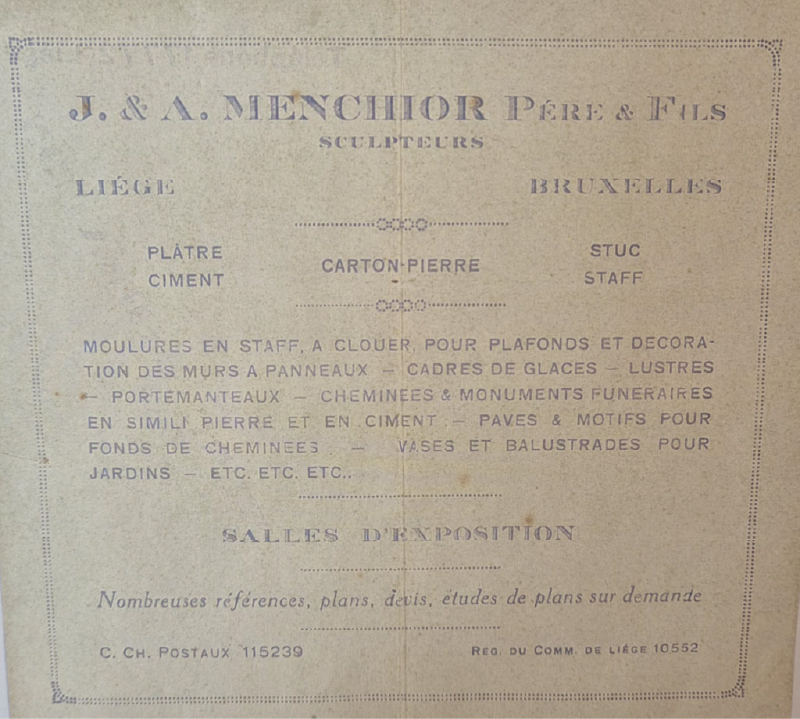 J. & A. MENCHIOR PÉRE & FILS
SCULPTEURS
LIÉGE BRUXELLES
PLÂTRE
CIMENT
CARTON-PIERRE
STUC
STAFF
MOULURES EN STAFF, A CLOUER, POUR PLAFONDS ET DECORA-
TION DES MURS A PANNEAUX — CADRES DE GLACES — LUSTRES
— PORTEMANTEAUX — CHEMINEES & MONUMENTS FUNERAIRES
EN SIMILI PIERRE ET EN CIMENT — PAVES & MOTIFS POUR
FONDS DE CHEMINEES — VASES ET BALUSTRADES POUR
JARDINS — ETC. ETC. ETC..
SALLES D'EXPOSITION
Nombreuses références, plans, devis, études de plans sur demande
C. CH. POSTAUX 115239 REG. DU COMM. DE LIÉGE 10552